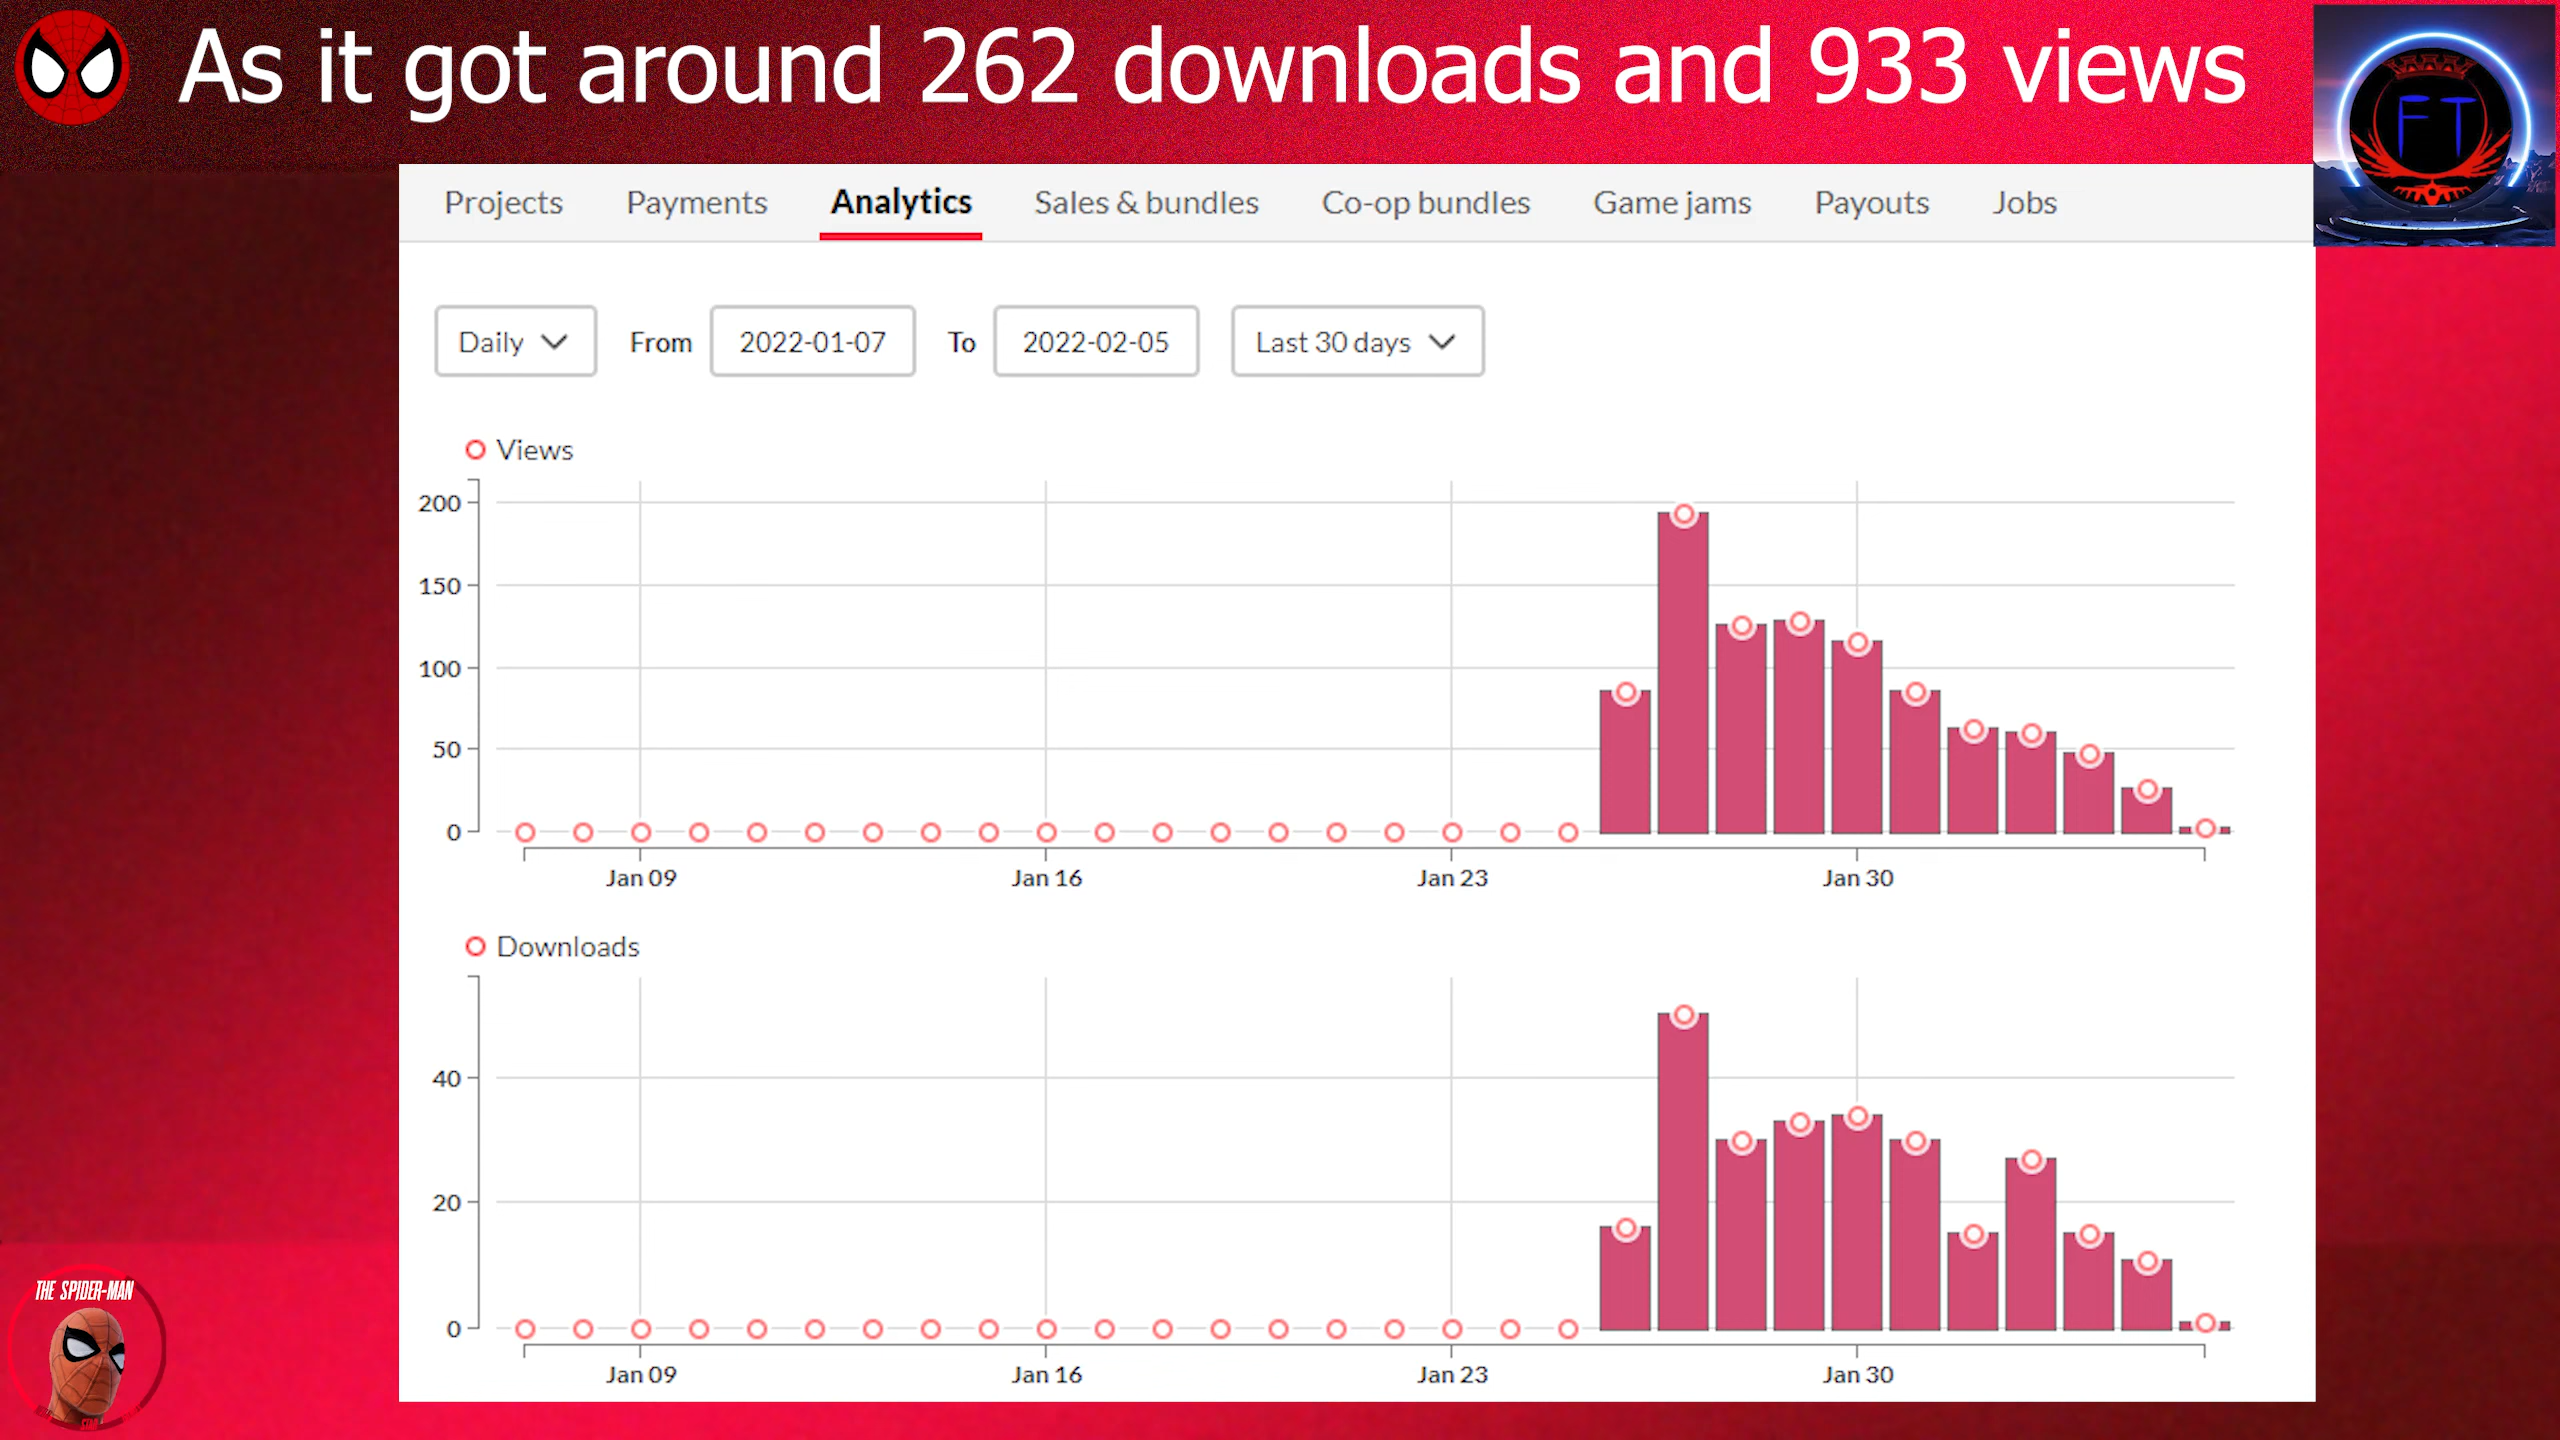 As it got around 262 downloads and 933 views
FT
Projects Payments Analytics Sales & bundles Co-op bundles Game jams Payouts Jobs
Daily From 2022-01-07 To 2022-02-05 Last 30 days
Views
200
150
100
50
0
Jan 09 Jan 16 Jan 23 Jan 30
Downloads
40
20
0
Jan 09 Jan 16 Jan 23 Jan 30
THE SPIDER-MAN